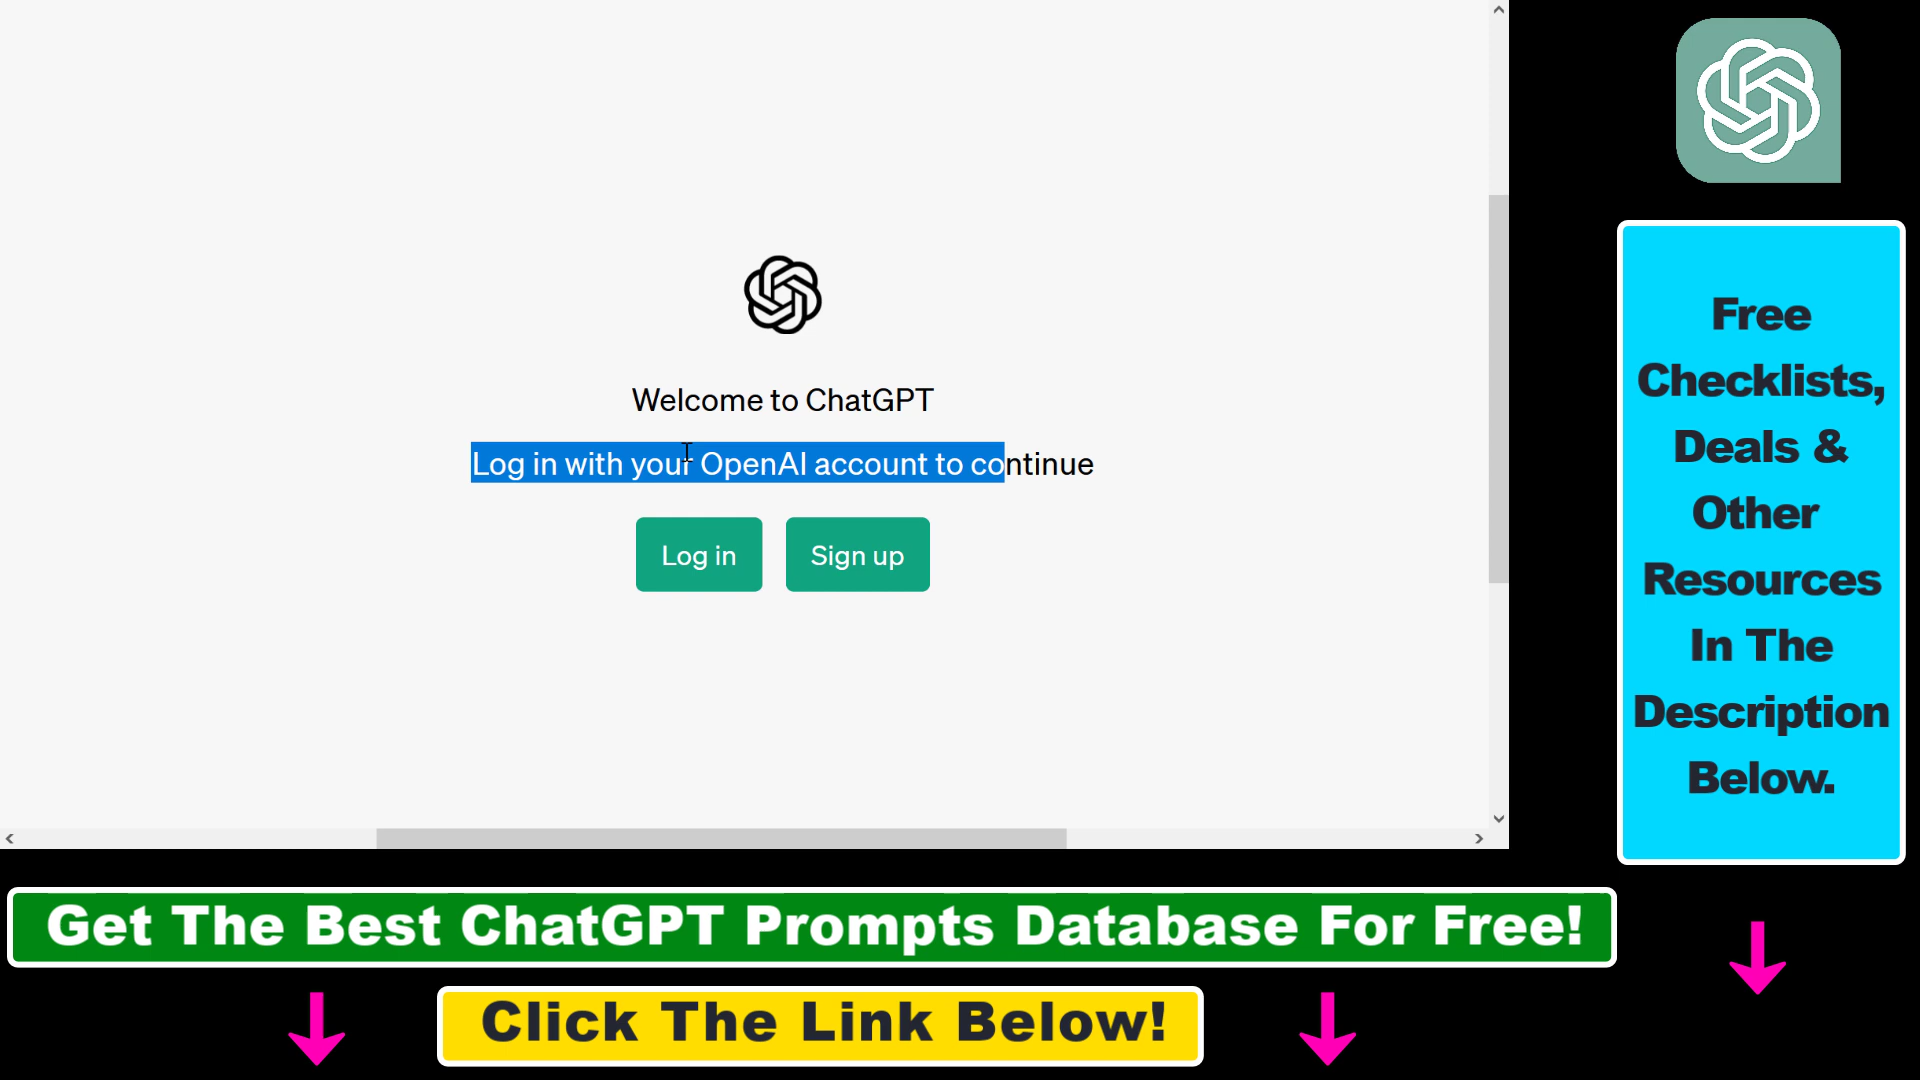 Welcome to ChatGPT
Log in with your OpenAI account to continue
Log in
Sign up
Free
Checklists,
Deals &
Other
Resources
In The
Description
Below.
Get The Best ChatGPT Prompts Database For Free!
Click The Link Below!